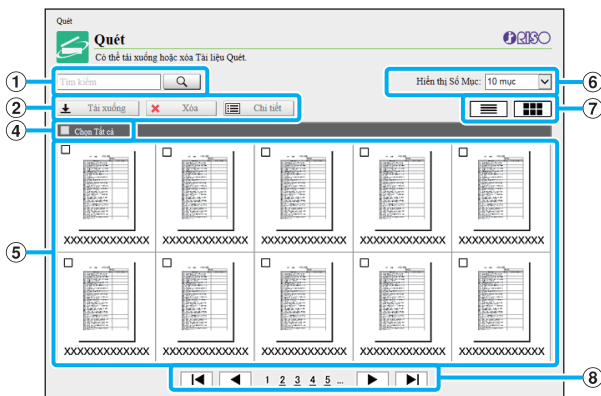 Quét
Quét
RISO
Có thể tải xuống hoặc xóa Tài liệu Quét.
1
Tìm kiếm
Hiển thị Số Mục: 10 mục
6
2
Tải xuống
Xóa
Chi tiết
7
4
Chọn Tất cả
5
XXXXXXXXXXXXX XXXXXXXXXXXXX XXXXXXXXXXXXX XXXXXXXXXXXXX XXXXXXXXXXXXX
XXXXXXXXXXXXX XXXXXXXXXXXXX XXXXXXXXXXXXX XXXXXXXXXXXXX XXXXXXXXXXXXX
1 2 3 4 5 ...
8